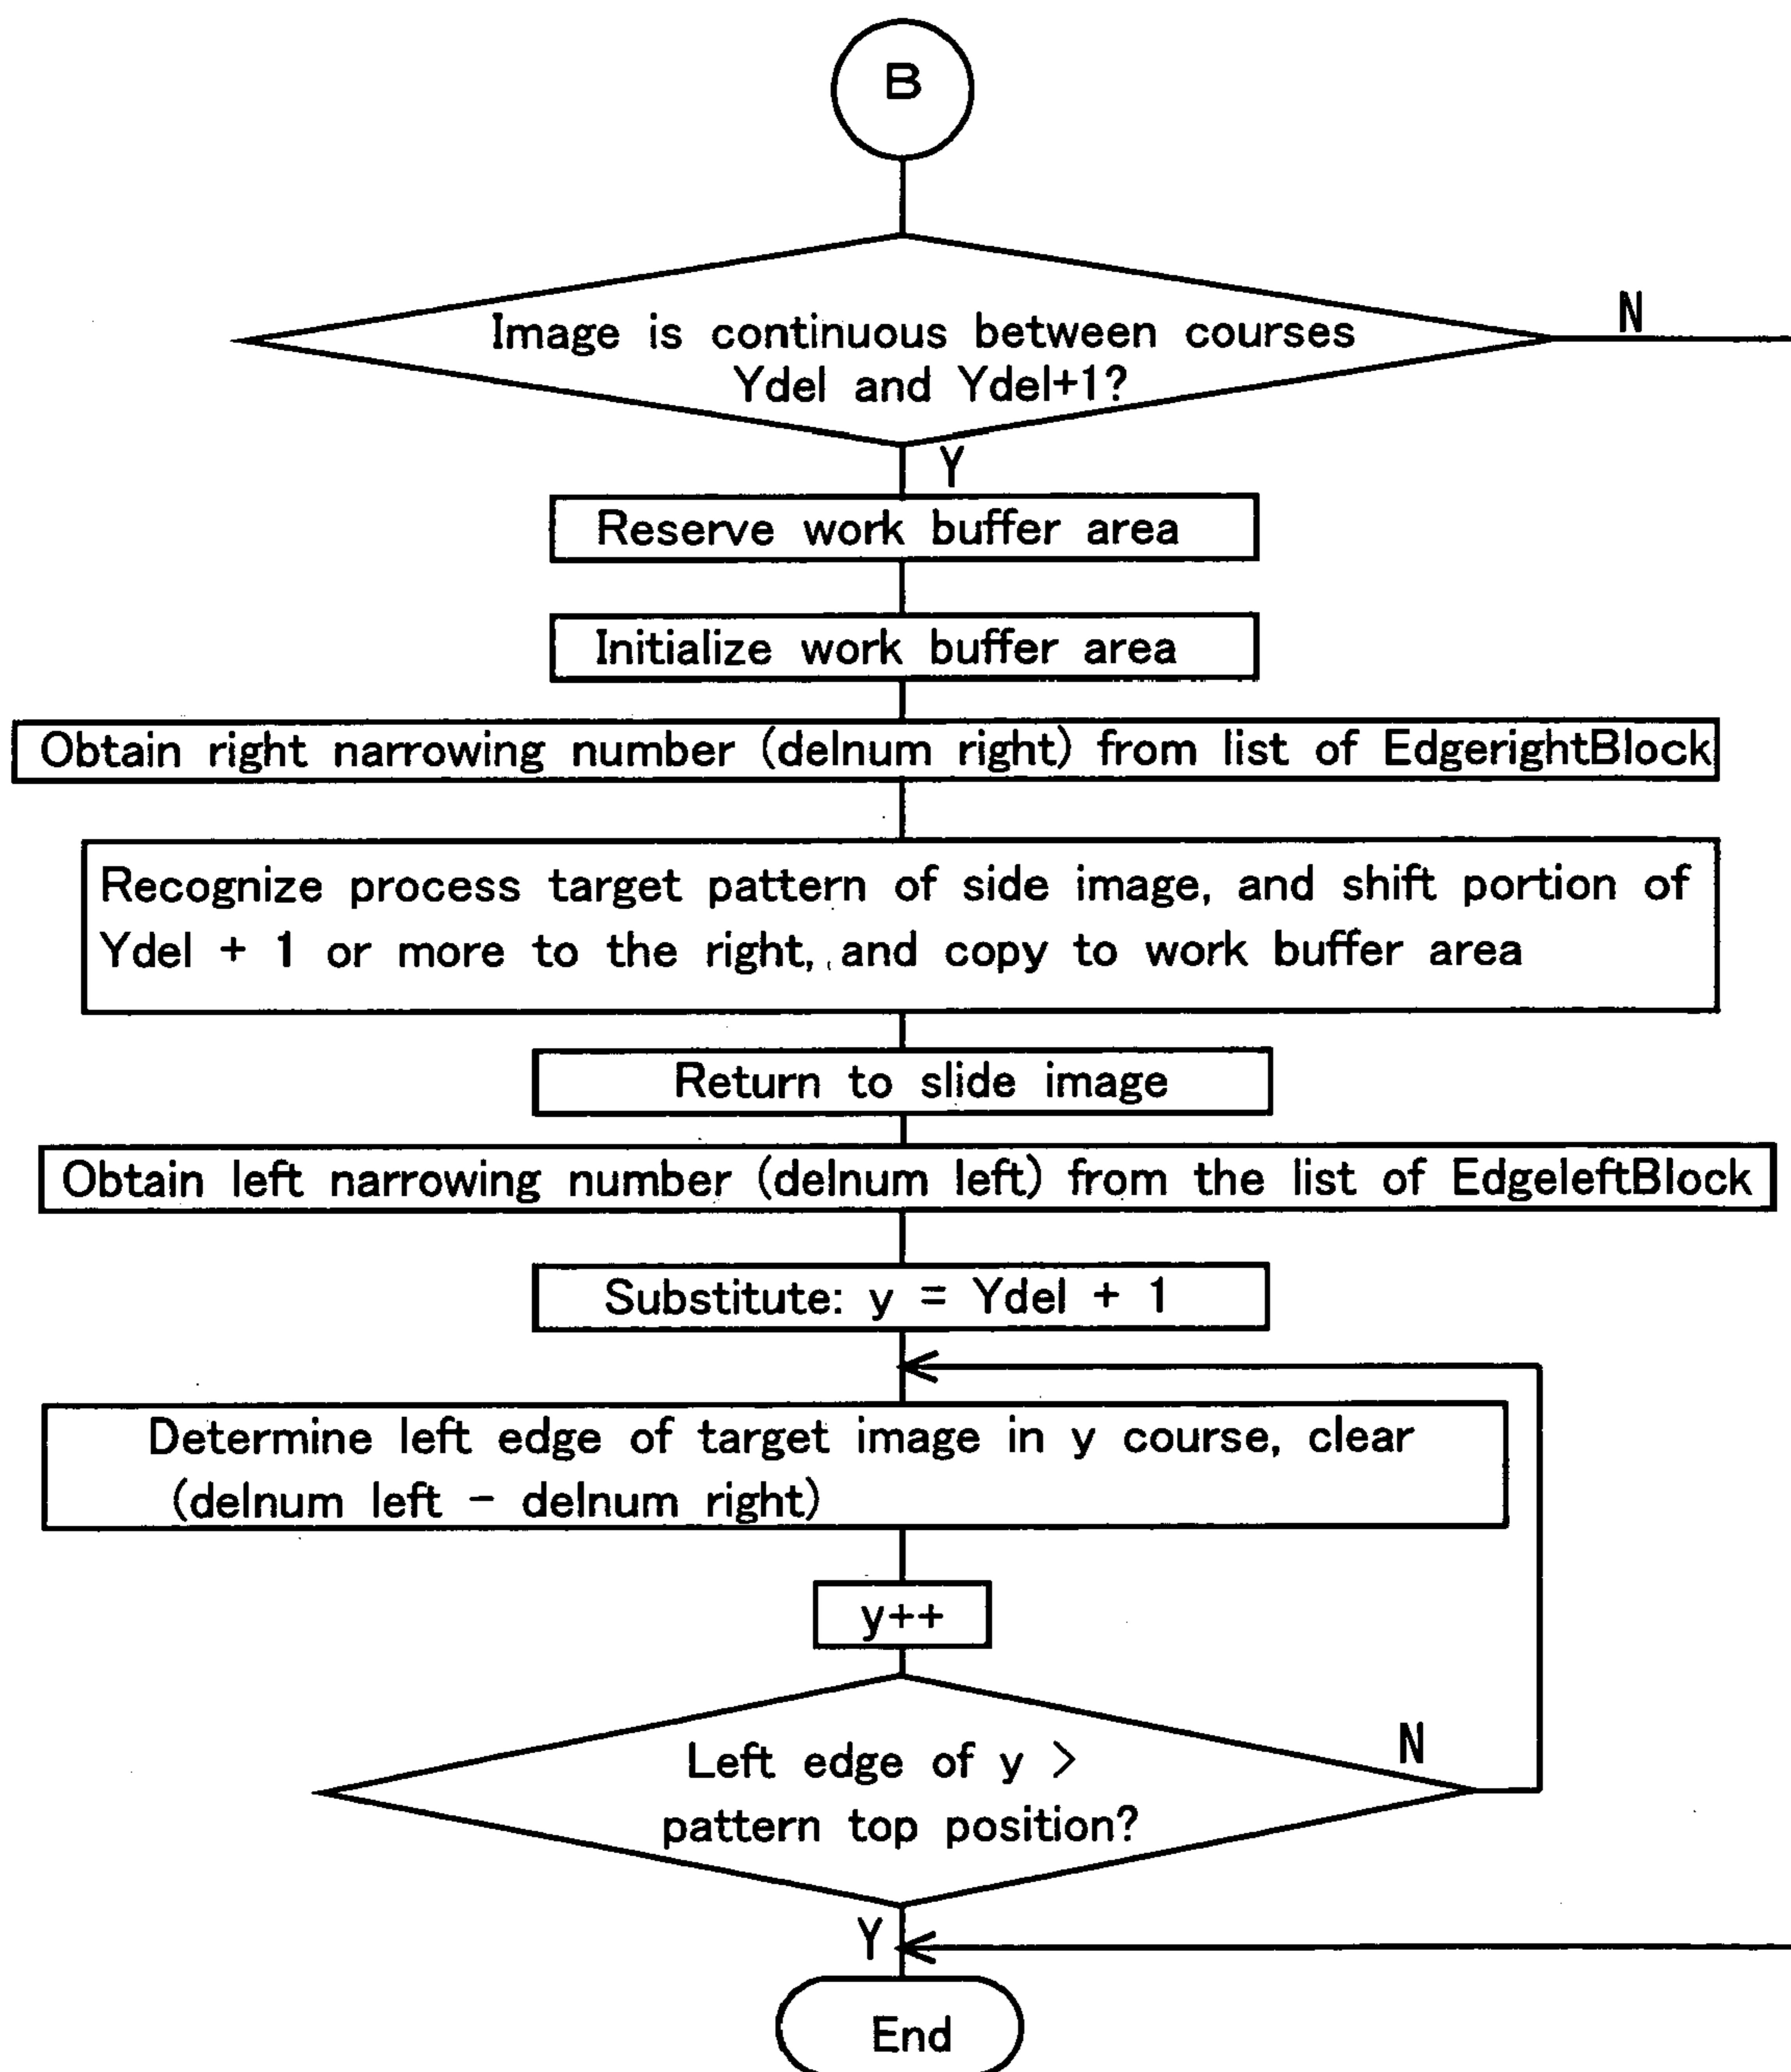 B
Image is continuous between courses
Ydel and Ydel+1?
N
Y
Reserve work buffer area
Initialize work buffer area
Obtain right narrowing number (delnum right) from list of EdgerightBlock
Recognize process target pattern of side image, and shift portion of
Ydel + 1 or more to the right, and copy to work buffer area
Return to slide image
Obtain left narrowing number (delnum left) from the list of EdgeleftBlock
Substitute: y = Ydel + 1
Determine left edge of target image in y course, clear
(delnum left - delnum right)
y++
Left edge of y >
pattern top position?
N
Y
End